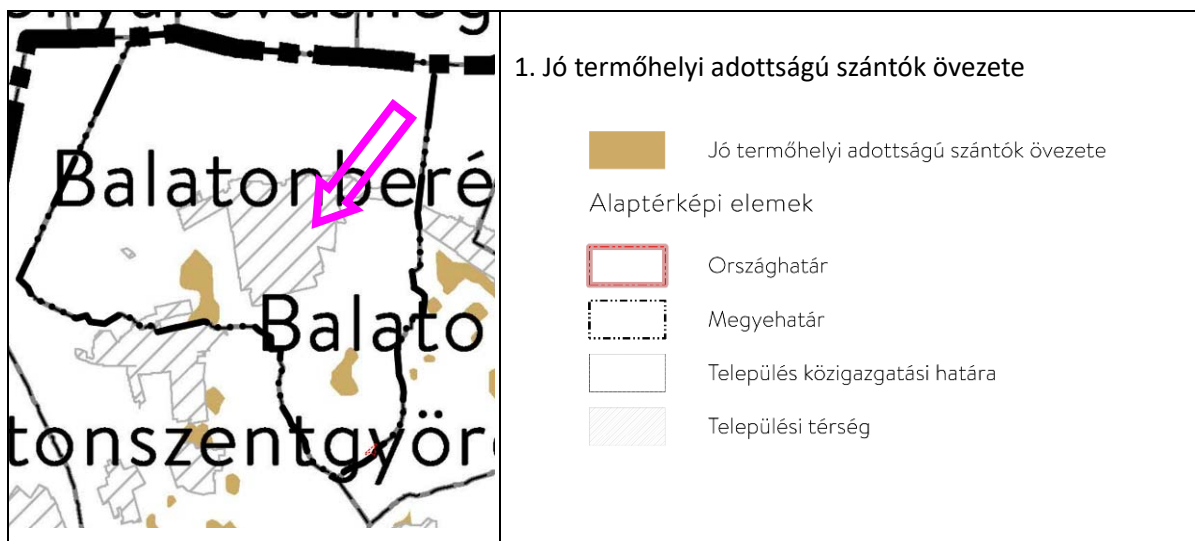 Balatonberé
Balato
tonszentgyör
1. Jó termőhelyi adottságú szántók övezete
Jó termőhelyi adottságú szántók övezete
Alaptérképi elemek
Országhatár
Megyehatár
Település közigazgatási határa
Települési térség